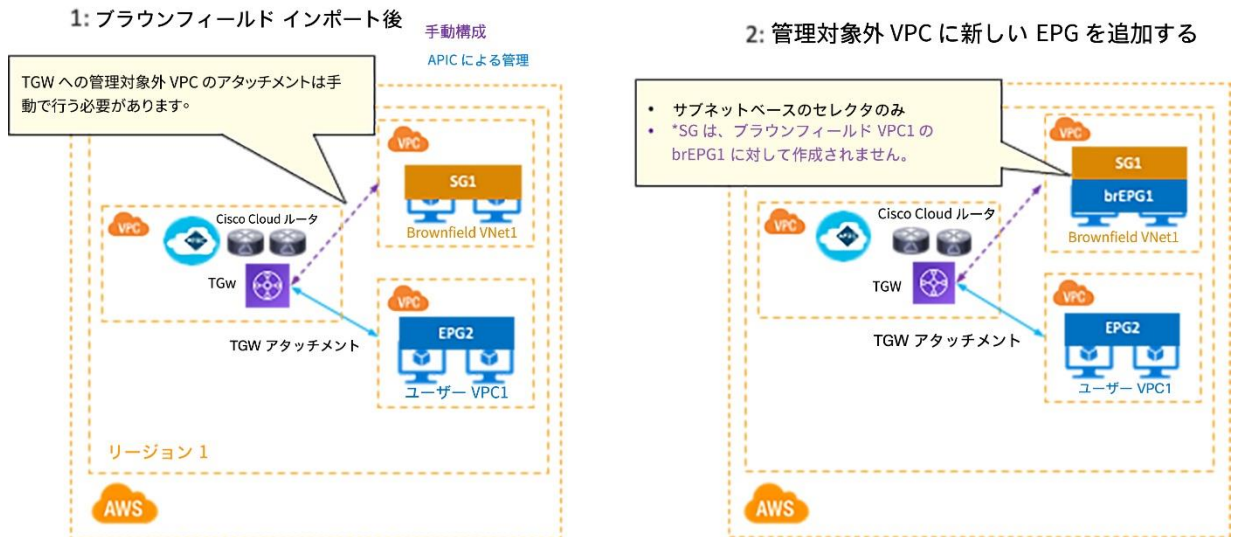 1: ブラウンフィールド インポート後
手動構成
APIC による管理
TGW への管理対象外 VPC のアタッチメントは手
動で行う必要があります。
VPC
SG1
Brownfield VNet1
VPC
Cisco Cloud ルータ
TGw
VPC
EPG2
ユーザー VPC1
TGW アタッチメント
リージョン 1
AWS
2: 管理対象外 VPC に新しい EPG を追加する
• サブネットベースのセレクタのみ
• *SG は、ブラウンフィールド VPC1 の
brEPG1 に対して作成されません。
VPC
SG1
brEPG1
Brownfield VNet1
VPC
Cisco Cloud ルータ
TGW
VPC
EPG2
ユーザー VPC1
TGW アタッチメント
AWS